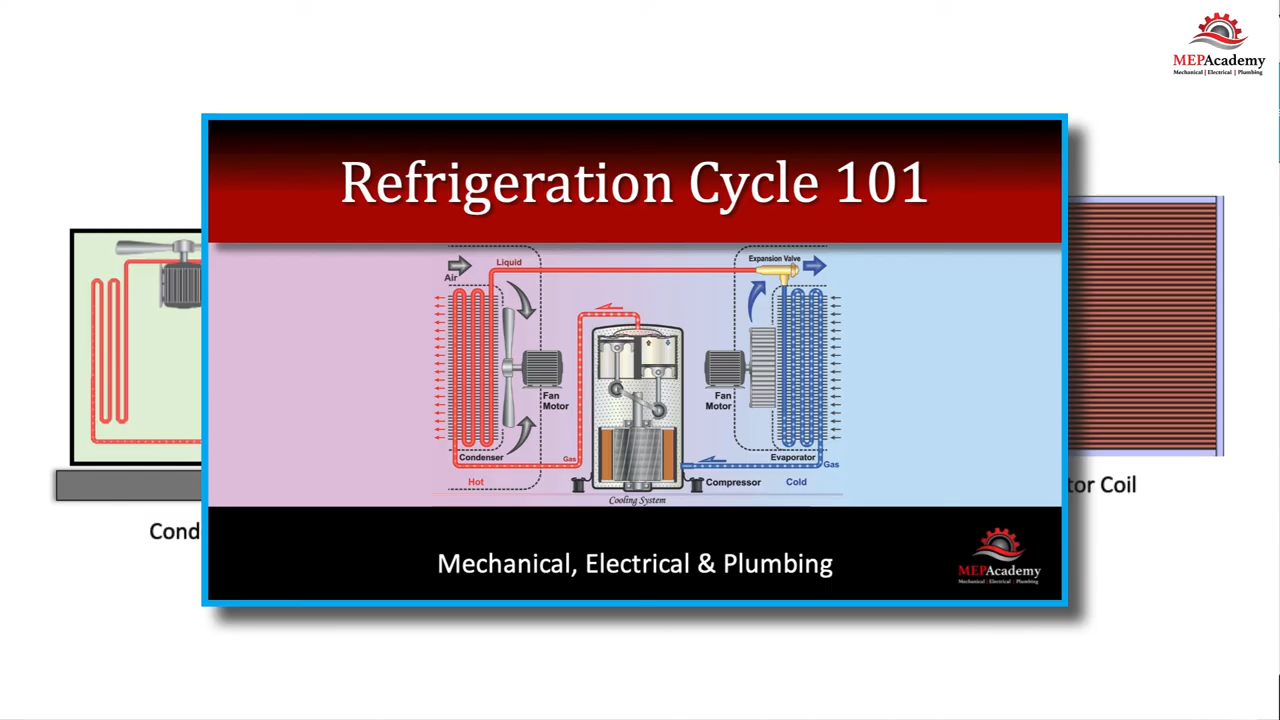 MEPAcademy
Mechanical | Electrical | Plumbing
Refrigeration Cycle 101
Air
Liquid
Expansion Valve
Fan
Motor
Fan
Motor
Condenser
Gas
Evaporator
Gas
Hot
Compressor
Cold
Cooling System
Cond
tor Coil
Mechanical, Electrical & Plumbing
MEPAcademy
Mechanical | Electrical | Plumbing